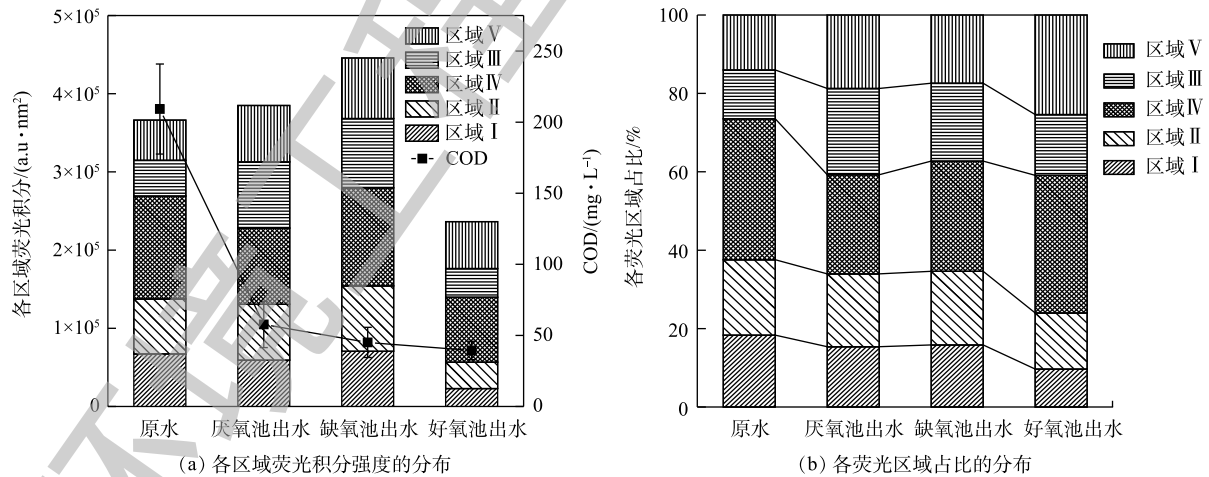 5×10⁵
4×10⁵
3×10⁵
2×10⁵
1×10⁵
0
各区域荧光积分/(a.u·nm²)
区域Ⅴ
区域Ⅲ
区域Ⅳ
区域Ⅱ
区域Ⅰ
COD
250
200
150
100
50
0
COD/(mg·L⁻¹)
原水 厌氧池出水 缺氧池出水 好氧池出水
(a) 各区域荧光积分强度的分布
100
80
60
40
20
0
各荧光区域占比/%
区域Ⅴ
区域Ⅲ
区域Ⅳ
区域Ⅱ
区域Ⅰ
原水 厌氧池出水 缺氧池出水 好氧池出水
(b) 各荧光区域占比的分布
环境工程